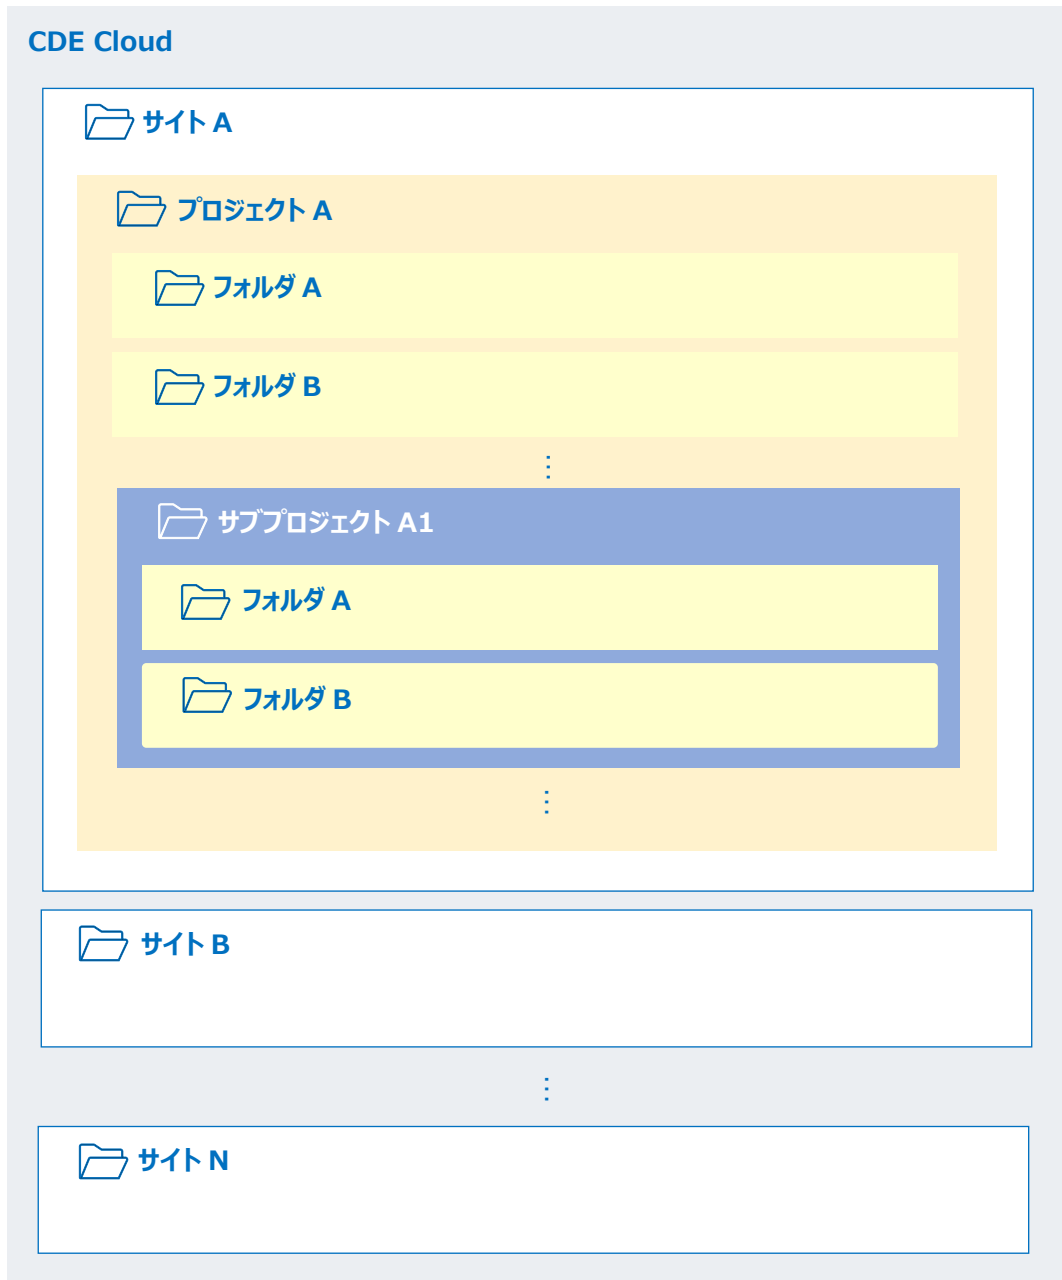 CDE Cloud
サイト A
プロジェクト A
フォルダ A
フォルダ B
⋮
サブプロジェクト A1
フォルダ A
フォルダ B
⋮
サイト B
⋮
サイト N